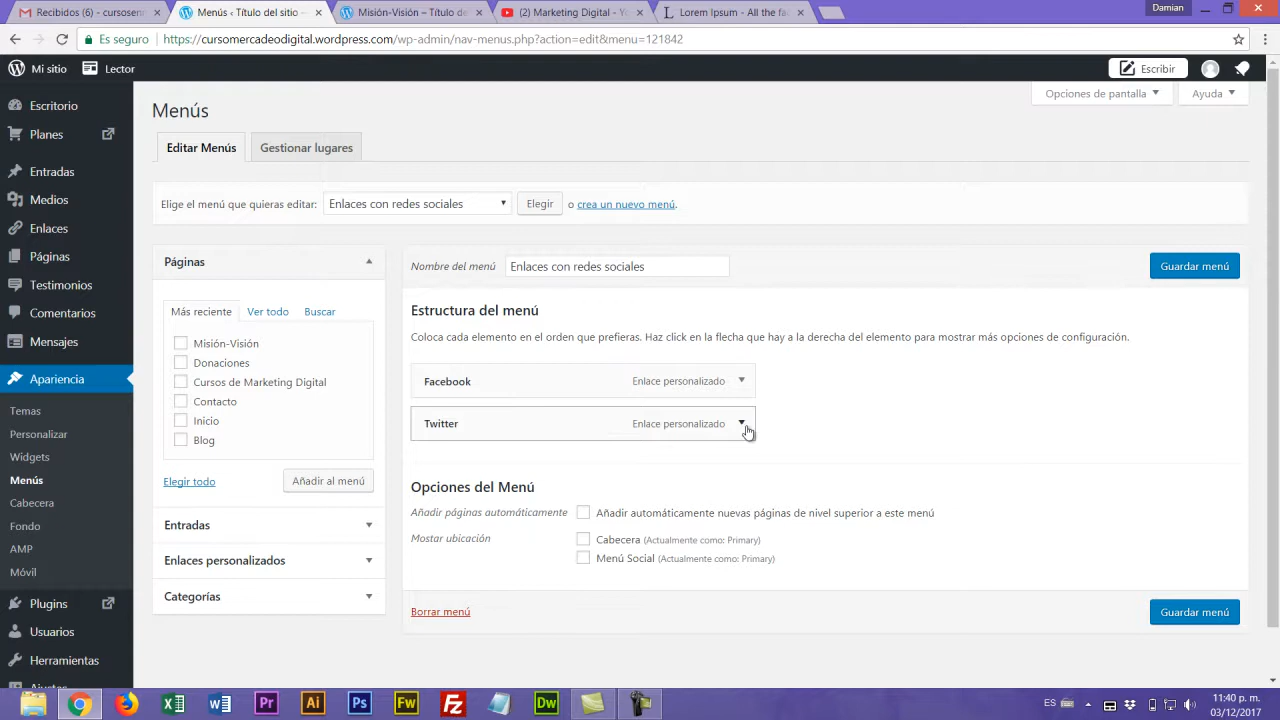 Recibidos (6) - cursosem
Menús ‹ Título del sitio —
Misión-Visión – Título de
(2) Marketing Digital - Yo
Lorem Ipsum - All the fac
Damian
Es seguro
https://cursomercadeodigital.wordpress.com/wp-admin/nav-menus.php?action=edit&menu=121842
Mi sitio
Lector
Escribir
Opciones de pantalla
Ayuda
Escritorio
Planes
Entradas
Medios
Enlaces
Páginas
Testimonios
Comentarios
Mensajes
Apariencia
Temas
Personalizar
Widgets
Menús
Cabecera
Fondo
AMP
Móvil
Plugins
Usuarios
Herramientas
Menús
Editar Menús
Gestionar lugares
Elige el menú que quieras editar: Enlaces con redes sociales Elegir o crea un nuevo menú.
Páginas
Más reciente Ver todo Buscar
Misión-Visión
Donaciones
Cursos de Marketing Digital
Contacto
Inicio
Blog
Elegir todo Añadir al menú
Entradas
Enlaces personalizados
Categorías
Nombre del menú Enlaces con redes sociales Guardar menú
Estructura del menú
Coloca cada elemento en el orden que prefieras. Haz click en la flecha que hay a la derecha del elemento para mostrar más opciones de configuración.
Facebook Enlace personalizado
Twitter Enlace personalizado
Opciones del Menú
Añadir páginas automáticamente Añadir automáticamente nuevas páginas de nivel superior a este menú
Mostar ubicación Cabecera (Actualmente como: Primary)
Menú Social (Actualmente como: Primary)
Borrar menú Guardar menú
Pr Ai Ps Fw Fz Dw
ES
11:40 p. m.
03/12/2017